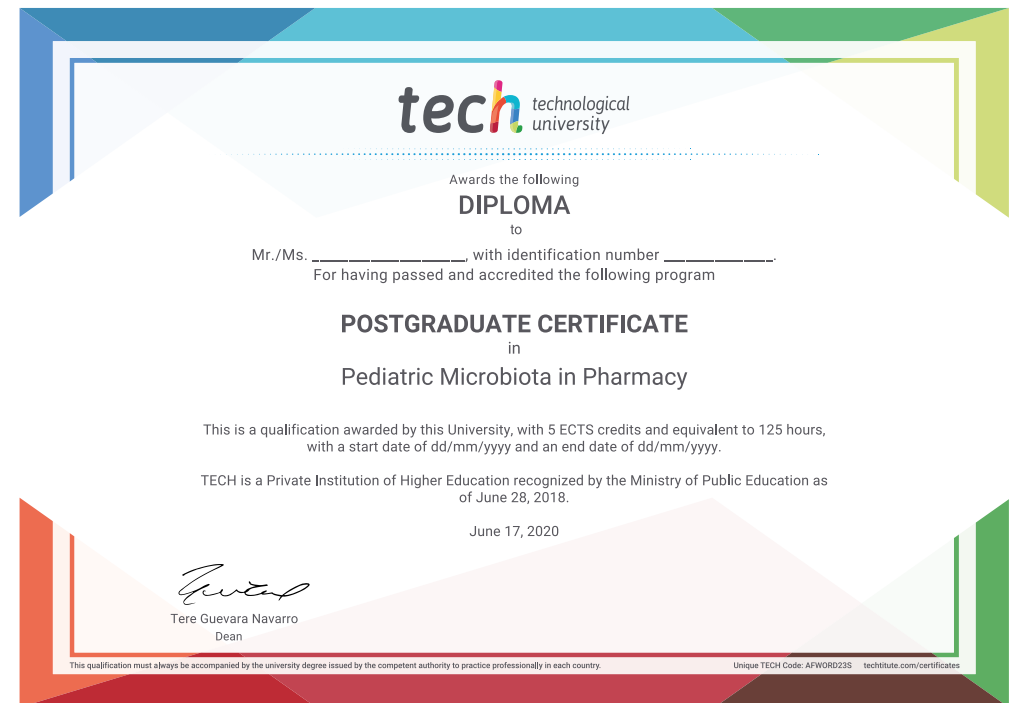 tech technological
university
Awards the following
DIPLOMA
to
Mr./Ms. _________________, with identification number ____________.
For having passed and accredited the following program
POSTGRADUATE CERTIFICATE
in
Pediatric Microbiota in Pharmacy
This is a qualification awarded by this University, with 5 ECTS credits and equivalent to 125 hours,
with a start date of dd/mm/yyyy and an end date of dd/mm/yyyy.
TECH is a Private Institution of Higher Education recognized by the Ministry of Public Education as
of June 28, 2018.
June 17, 2020
Tere Guevara Navarro
Dean
This qualification must always be accompanied by the university degree issued by the competent authority to practice professionally in each country. Unique TECH Code: AFWORD23S techtitute.com/certificates